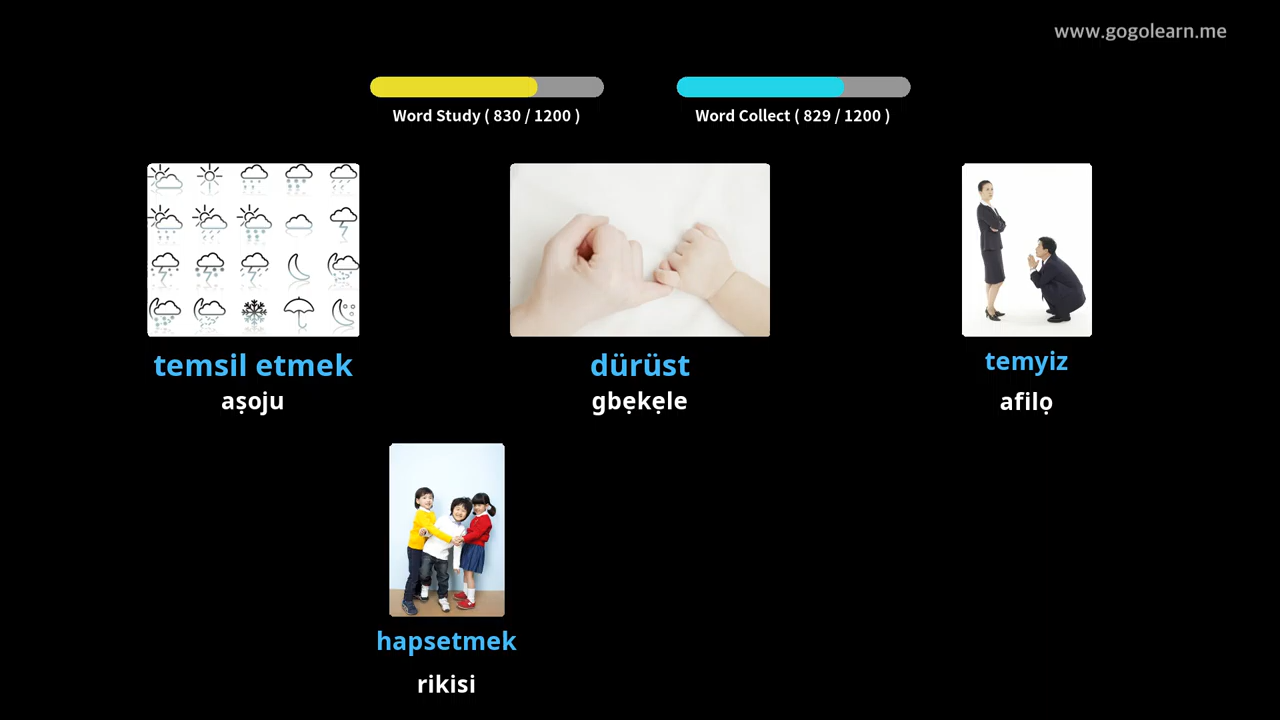 www.gogolearn.me
Word Study ( 830 / 1200 )
Word Collect ( 829 / 1200 )
temsil etmek
aṣoju
dürüst
gbẹkẹle
temyiz
afilọ
hapsetmek
rikisi